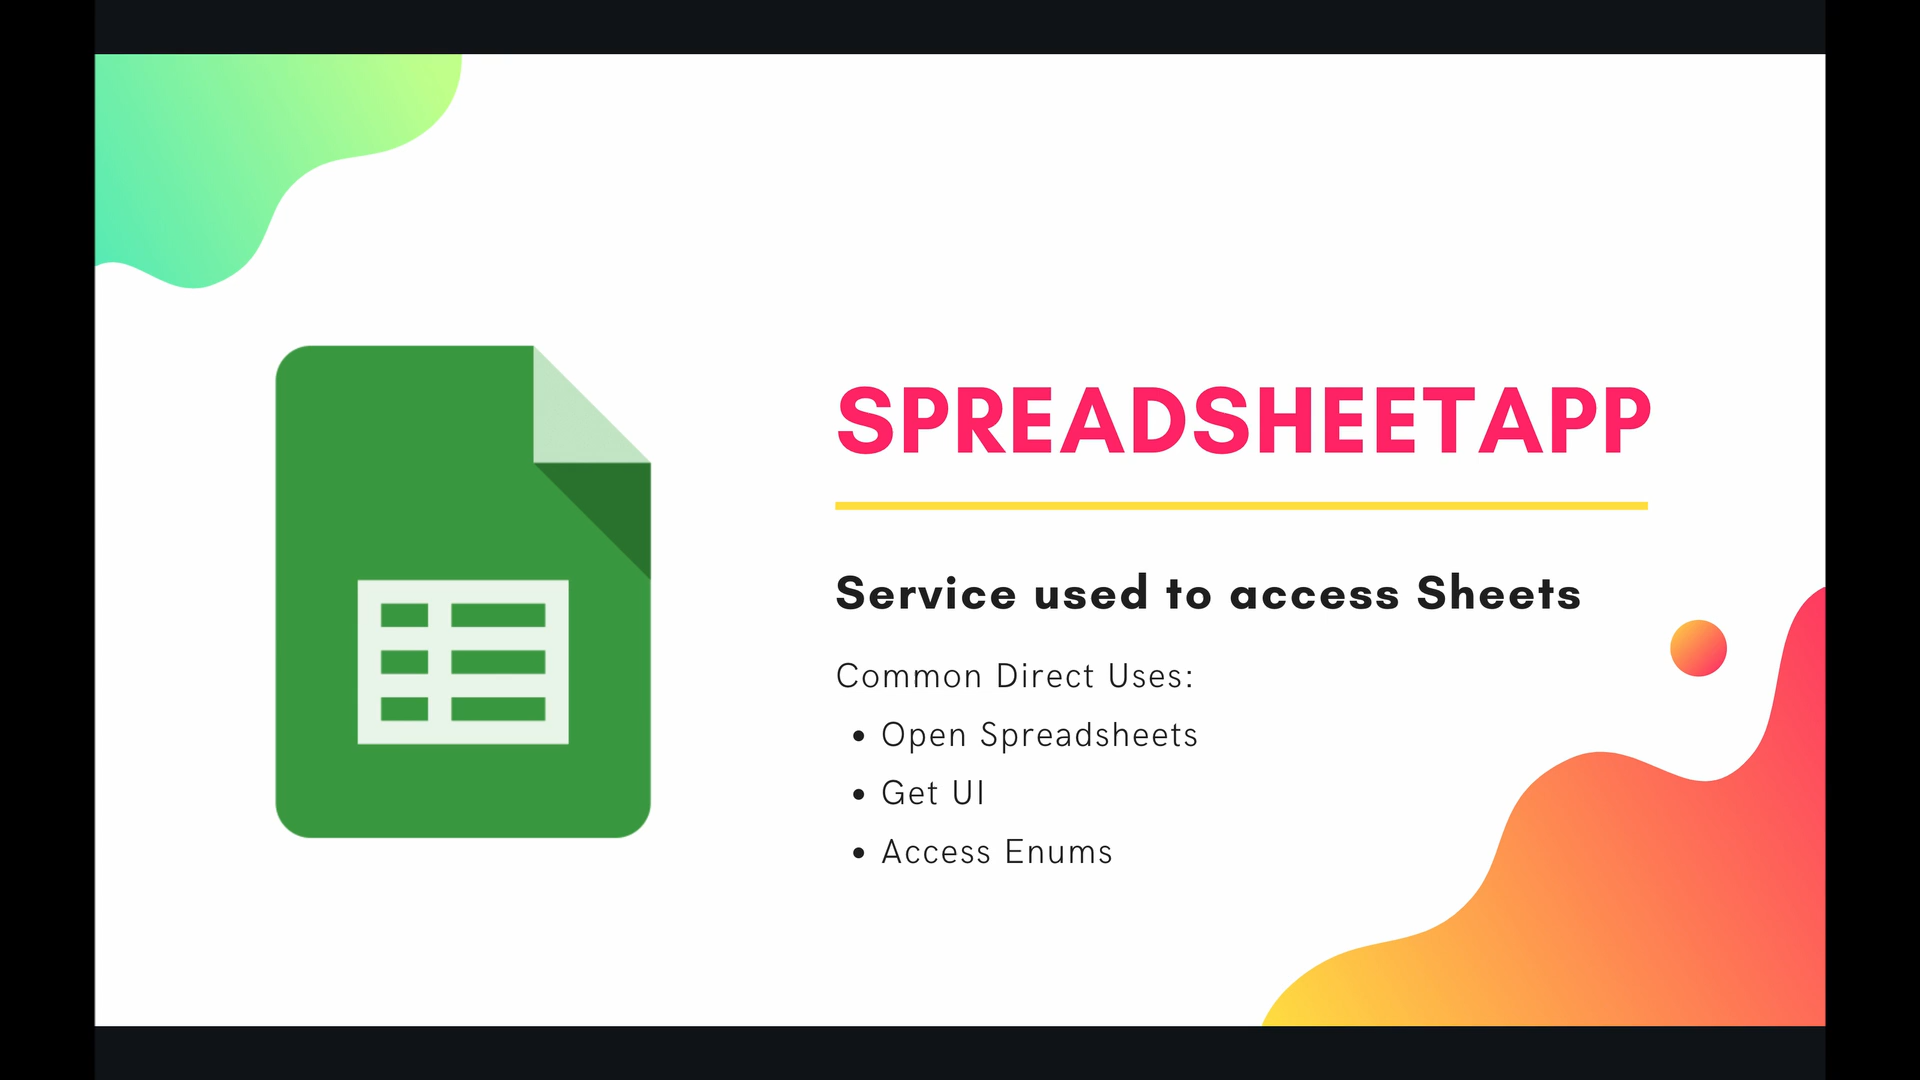 SPREADSHEETAPP
Service used to access Sheets
Common Direct Uses:
• Open Spreadsheets
• Get UI
• Access Enums